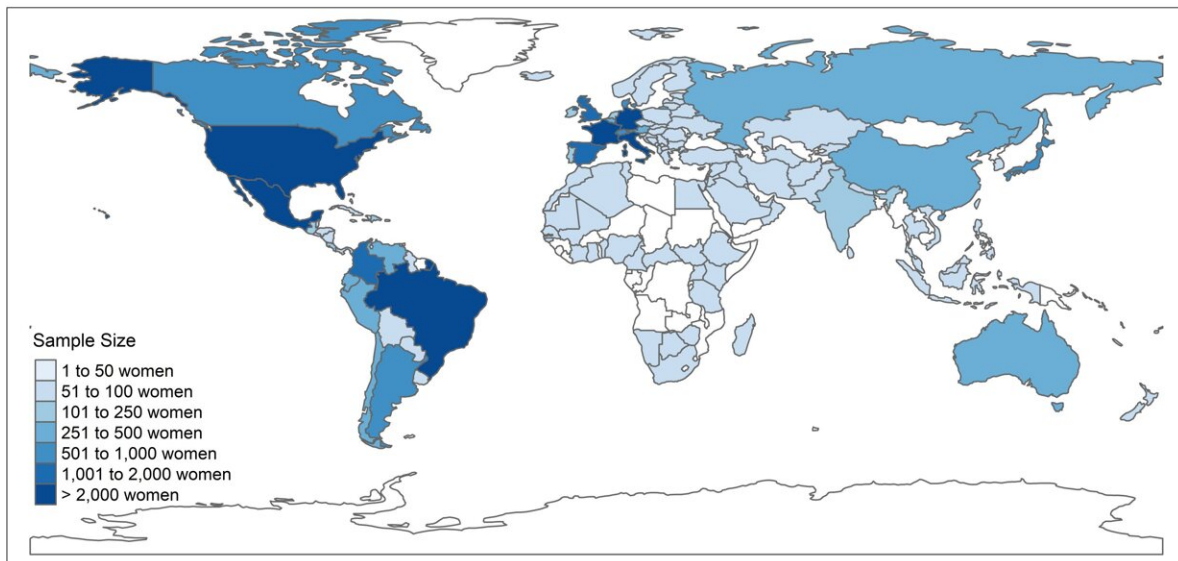 Sample Size
1 to 50 women
51 to 100 women
101 to 250 women
251 to 500 women
501 to 1,000 women
1,001 to 2,000 women
> 2,000 women